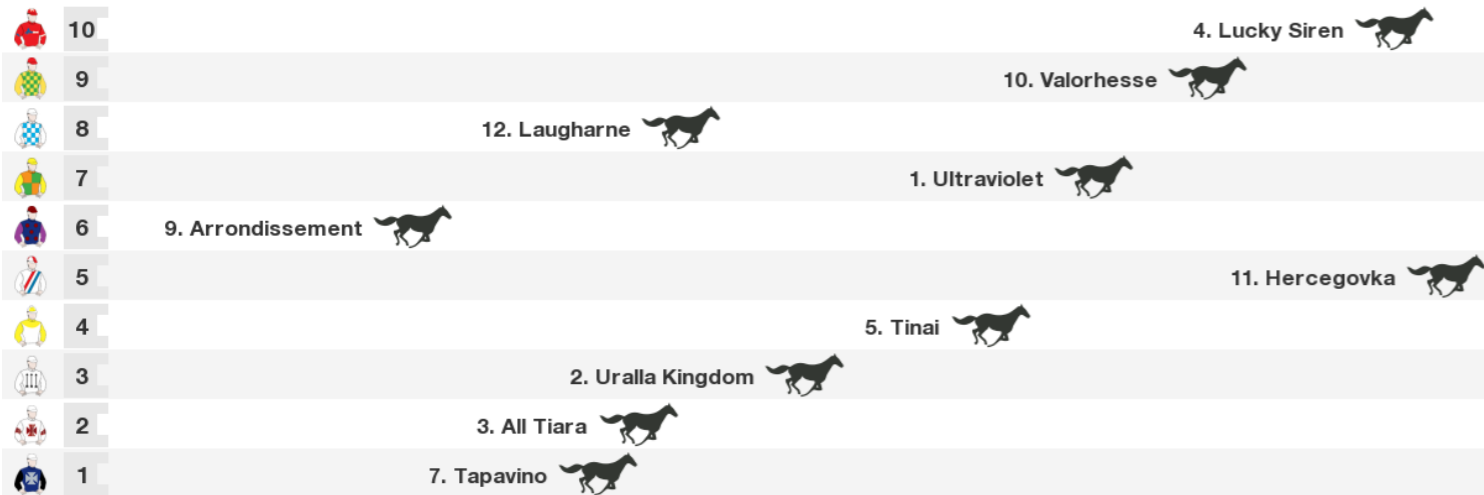 10 4. Lucky Siren
9 10. Valorhesse
8 12. Laugharne
7 1. Ultraviolet
6 9. Arrondissement
5 11. Hercegovka
4 5. Tinai
3 2. Uralla Kingdom
2 3. All Tiara
1 7. Tapavino